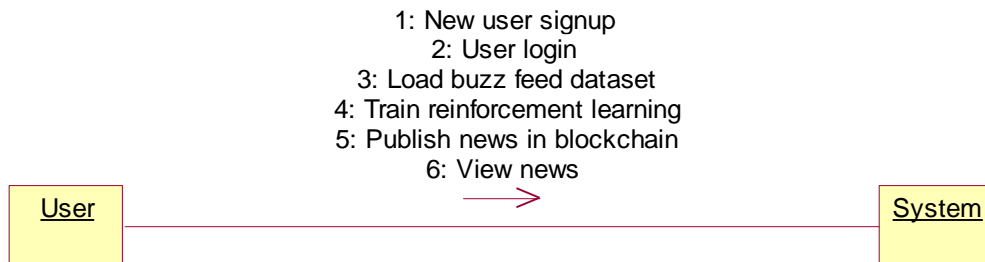 1: New user signup
2: User login
3: Load buzz feed dataset
4: Train reinforcement learning
5: Publish news in blockchain
6: View news
User
System